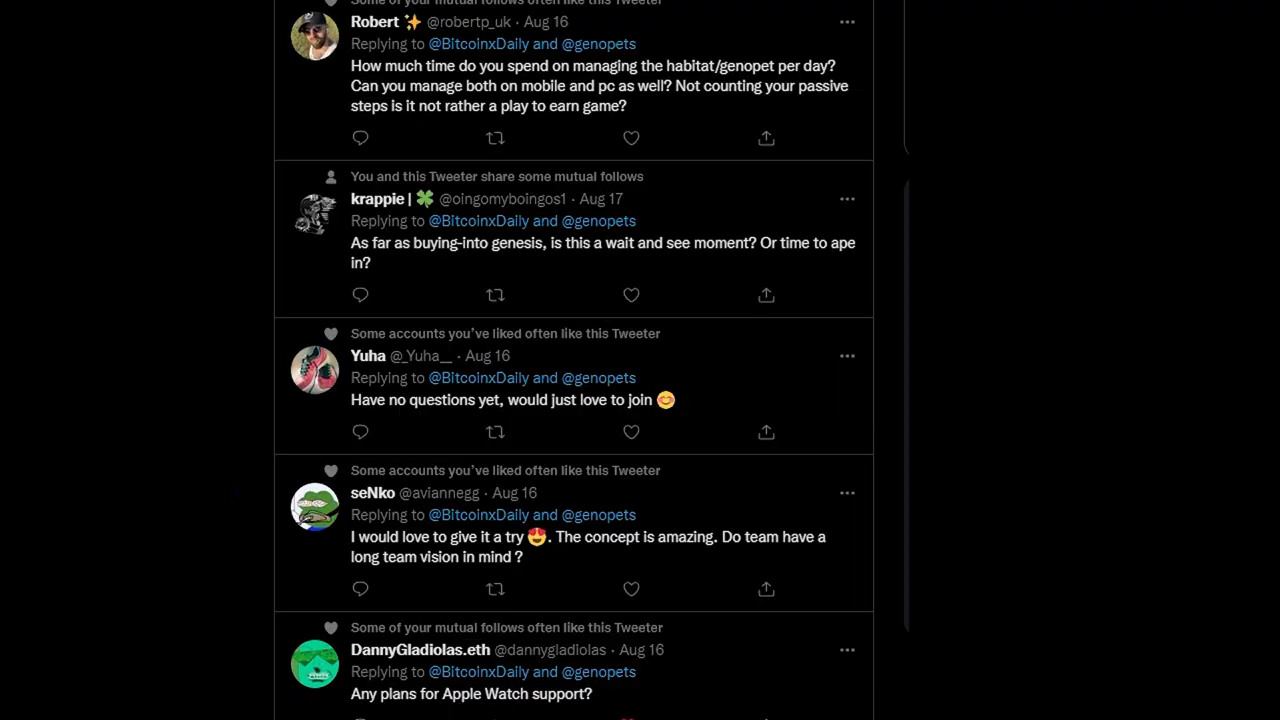 Some of your mutual follows often like this Tweeter
Robert ✨ @robertp_uk · Aug 16
Replying to @BitcoinxDaily and @genopets
How much time do you spend on managing the habitat/genopet per day?
Can you manage both on mobile and pc as well? Not counting your passive
steps Is it not rather a play to earn game?
You and this Tweeter share some mutual follows
krappie | 🍀 @oingomyboingos1 · Aug 17
Replying to @BitcoinxDaily and @genopets
As far as buying-into genesis, is this a wait and see moment? Or time to ape
in?
Some accounts you’ve liked often like this Tweeter
Yuha @_Yuha__ · Aug 16
Replying to @BitcoinxDaily and @genopets
Have no questions yet, would just love to join 😊
Some accounts you’ve liked often like this Tweeter
seNko @aviannegg · Aug 16
Replying to @BitcoinxDaily and @genopets
I would love to give it a try 😍. The concept is amazing. Do team have a
long team vision in mind ?
Some of your mutual follows often like this Tweeter
DannyGladiolas.eth @dannygladiolas · Aug 16
Replying to @BitcoinxDaily and @genopets
Any plans for Apple Watch support?